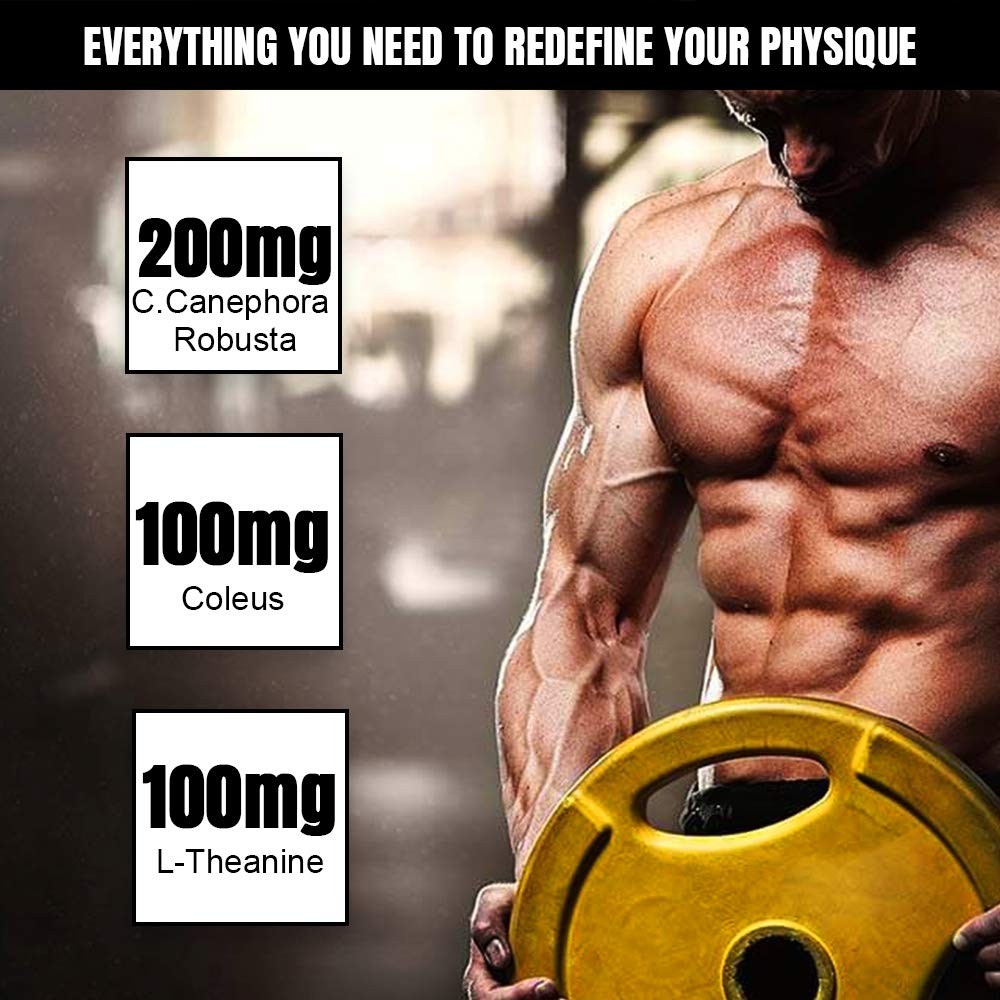 EVERYTHING YOU NEED TO REDEFINE YOUR PHYSIQUE
200mg
C.Canephora
Robusta
100mg
Coleus
100mg
L-Theanine